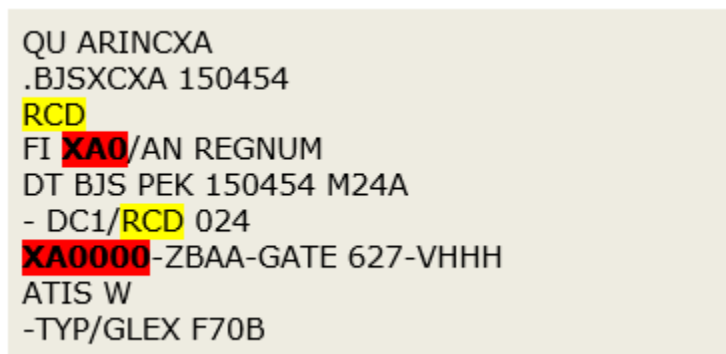 QU ARINCXA
.BJSXCXA 150454
RCD
FI XA0/AN REGNUM
DT BJS PEK 150454 M24A
- DC1/RCD 024
XA0000-ZBAA-GATE 627-VHHH
ATIS W
-TYP/GLEX F70B